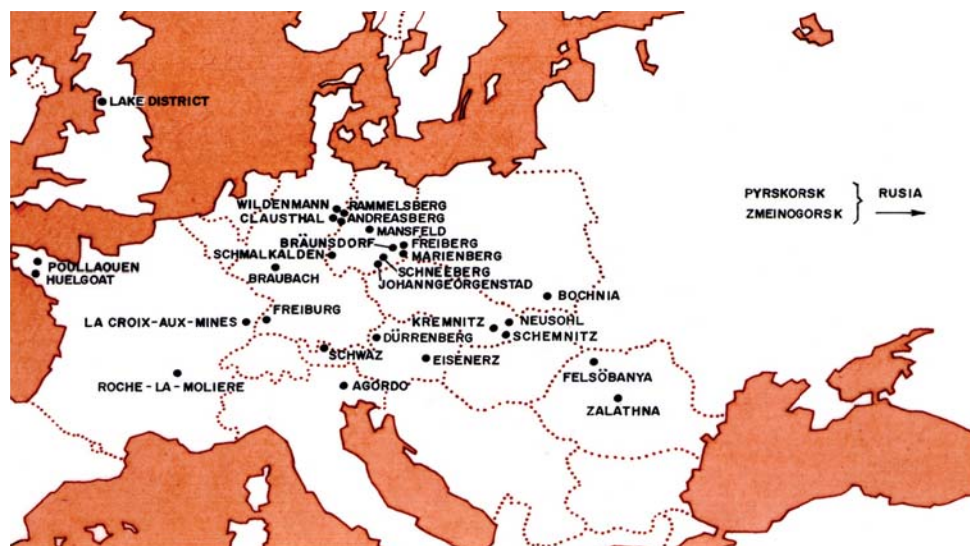 LAKE DISTRICT
PYRSKORSK
ZMEINOGORSK
RUSIA
WILDENMANN
RAMMELSBERG
CLAUSTHAL
ANDREASBERG
MANSFELD
BRÄUNSDORF
FREIBERG
SCHMALKALDEN
MARIENBERG
POULLAOUEN
HUELGOAT
BRAUBACH
SCHNEEBERG
JOHANNGEORGENSTAD
BOCHNIA
LA CROIX-AUX-MINES
FREIBURG
KREMNITZ
NEUSOHL
DÜRRENBERG
SCHEMNITZ
SCHWAZ
EISENERZ
FELSÖBANYA
ROCHE-LA-MOLIERE
AGORDO
ZALATHNA